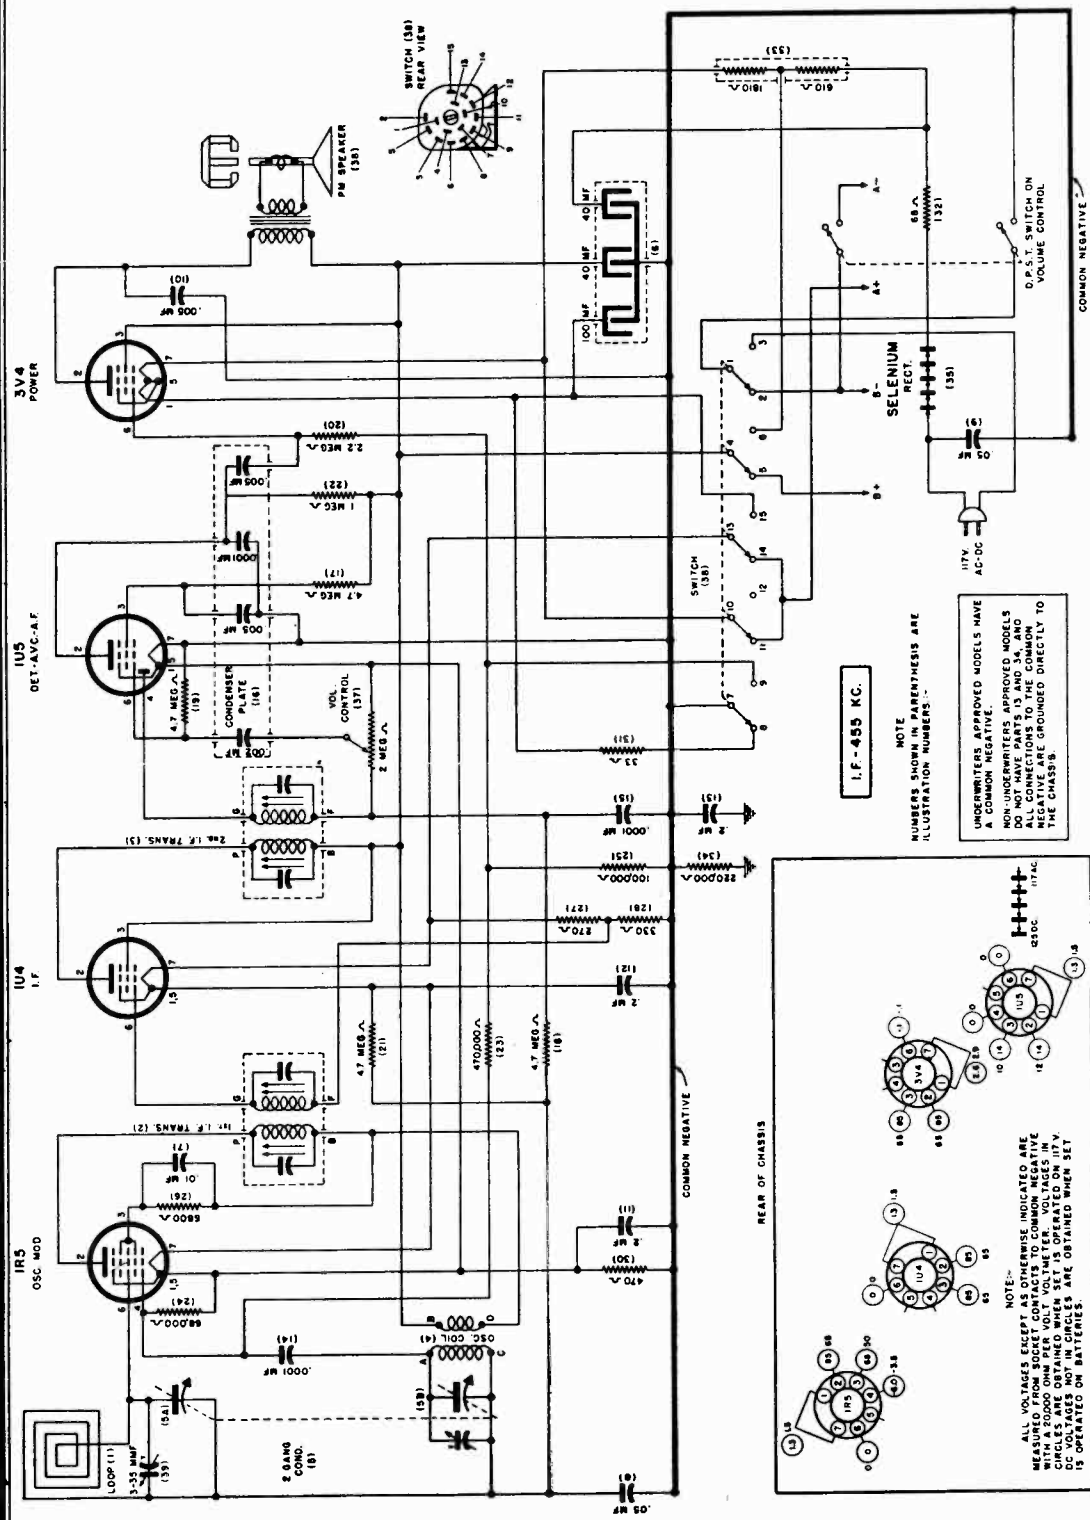 1R5
OSC. MOD
1U4
I.F.
1U5
DET.-A.V.C.-A.F.
3V4
POWER
LOOP (1)
3-35 MMF
(39)
(5A)
2 GANG
COND.
(5)
(5B)
.05 MF
(8)
68,000 Ω
(24)
.0001 MF
(14)
OSC. COIL (4)
A
B
C
D
6800 Ω
(26)
.01 MF
(7)
470 Ω
(30)
.2 MF
(11)
1st. I.F. TRANS. (2)
P
B
G
F
4.7 MEG Ω
(21)
470,000 Ω
(23)
4.7 MEG Ω
(18)
.2 MF
(12)
270 Ω
(27)
330 Ω
(28)
100,000 Ω
(25)
220,000 Ω
(34)
.0001 MF
(15)
.2 MF
(13)
2nd. I.F. TRANS. (3)
P
B
G
F
4.7 MEG Ω
(19)
CONDENSER
PLATE
(16)
.002 MF
VOL.
CONTROL
(37)
2 MEG Ω
.005 MF
.0001 MF
.005 MF
4.7 MEG Ω
(17)
1 MEG Ω
(22)
2.2 MEG Ω
(20)
.005 MF
(10)
PM SPEAKER
(38)
SWITCH (38)
REAR VIEW
100 MF
40 MF
40 MF
(6)
33 Ω
(31)
SWITCH
(38)
1810 Ω
610 Ω
(33)
68 Ω
(32)
A-
A+
B-
B+
SELENIUM
RECT.
(35)
.05 MF
(9)
117 V.
AC-DC
D.P.S.T. SWITCH ON
VOLUME CONTROL
COMMON NEGATIVE
COMMON NEGATIVE
I.F. - 455 KC.
NOTE
NUMBERS SHOWN IN PARENTHESIS ARE
ILLUSTRATION NUMBERS:-
UNDERWRITERS APPROVED MODELS HAVE
A COMMON NEGATIVE.
NON-UNDERWRITERS APPROVED MODELS
DO NOT HAVE PARTS 13 AND 34, AND
ALL CONNECTIONS TO THE COMMON
NEGATIVE ARE GROUNDED DIRECTLY TO
THE CHASSIS.
REAR OF CHASSIS
1R5
1U4
3V4
1U5
125DC.
117AC.
NOTE:-
ALL VOLTAGES EXCEPT AS OTHERWISE INDICATED ARE
MEASURED FROM SOCKET CONTACTS TO COMMON NEGATIVE
WITH A 20,000 OHM PER VOLT VOLTMETER. VOLTAGES IN
CIRCLES ARE OBTAINED WHEN SET IS OPERATED ON 117 V.
DC VOLTAGES NOT IN CIRCLES ARE OBTAINED WHEN SET
IS OPERATED ON BATTERIES.